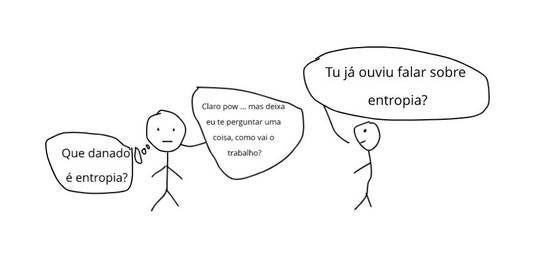 Tu já ouviu falar sobre
entropia?
Claro pow ... mas deixa
eu te perguntar uma
coisa, como vai o
trabalho?
Que danado
é entropia?